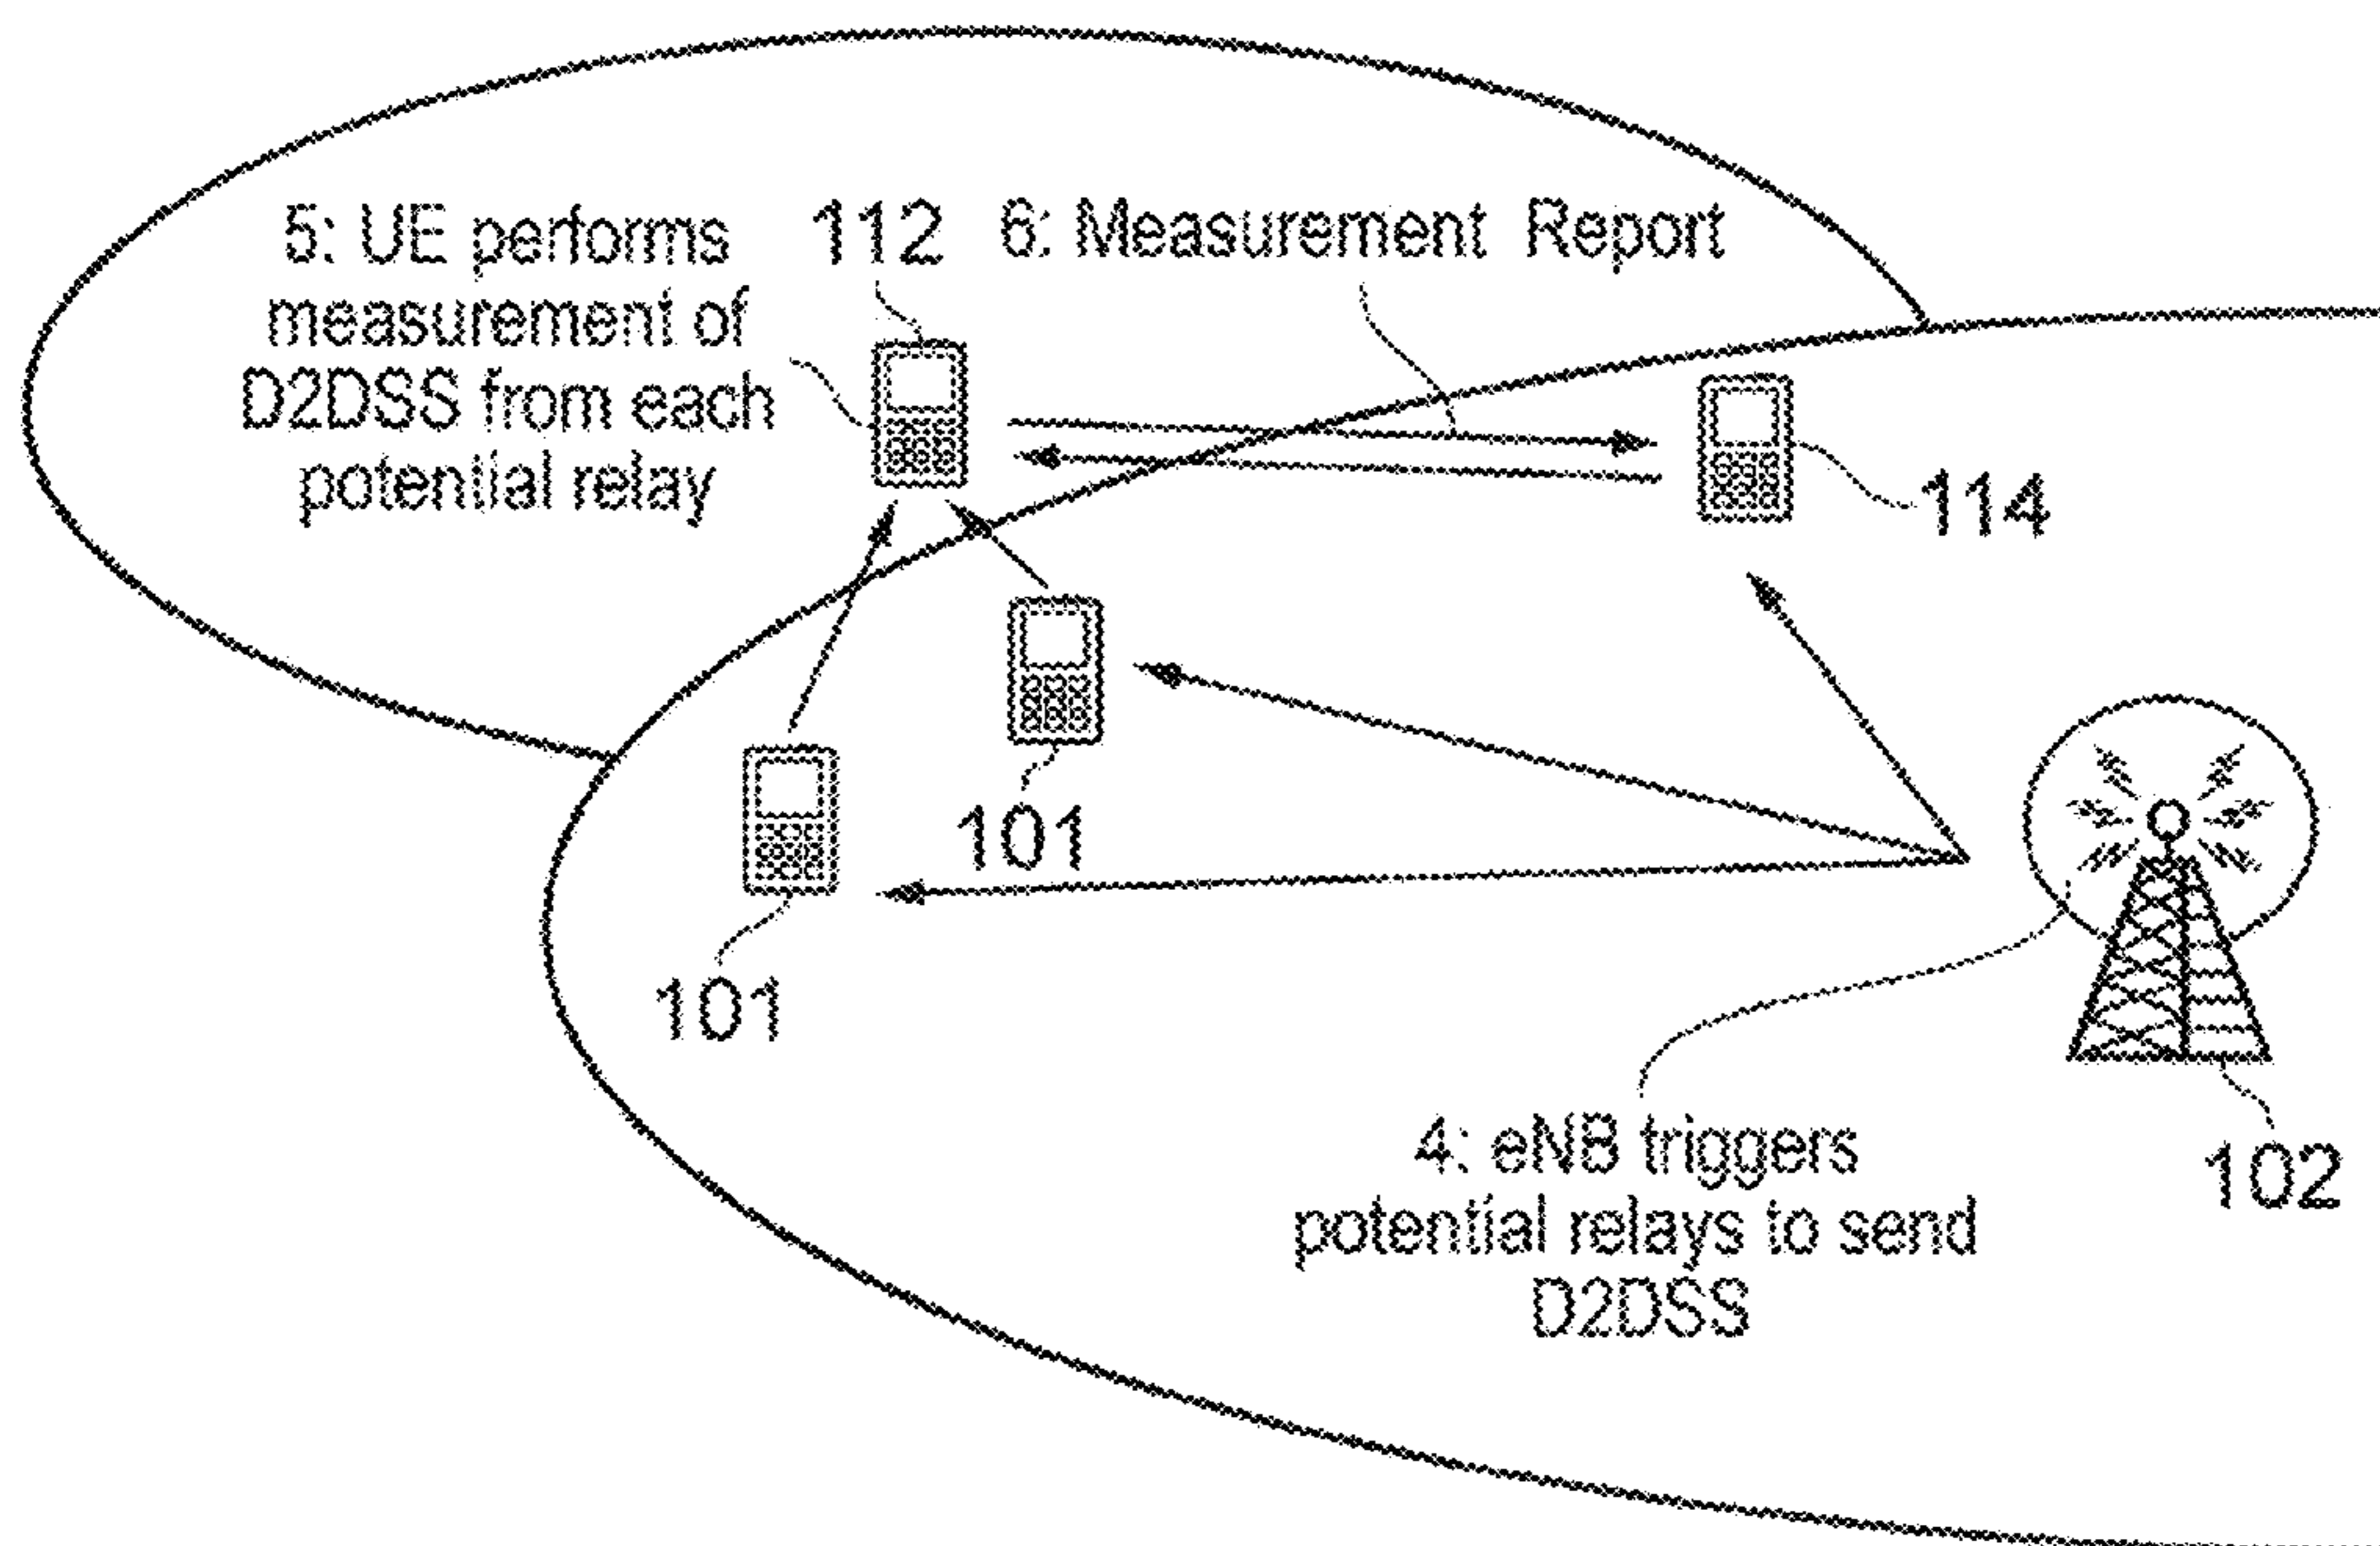 5: UE performs
measurement of
D2DSS from each
potential relay
112
6: Measurement Report
114
101
101
4: eNB triggers
potential relays to send
D2DSS
102